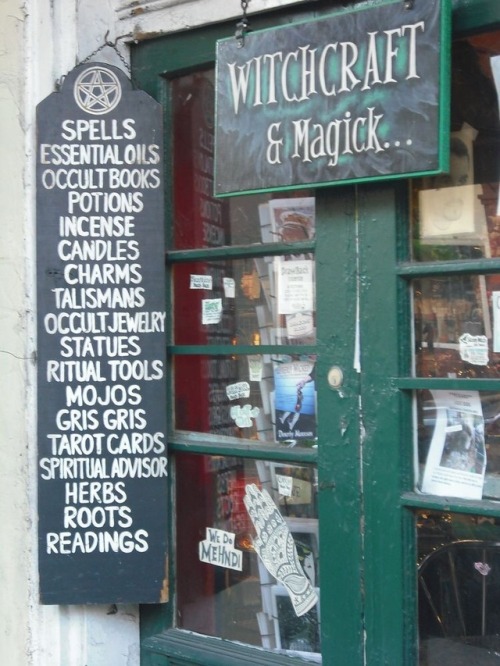 WITCHCRAFT
& Magick...
SPELLS
ESSENTIAL OILS
OCCULT BOOKS
POTIONS
INCENSE
CANDLES
CHARMS
TALISMANS
OCCULT JEWELRY
STATUES
RITUAL TOOLS
MOJOS
GRIS GRIS
TAROT CARDS
SPIRITUAL ADVISOR
HERBS
ROOTS
READINGS
WE DO
MEHNDI